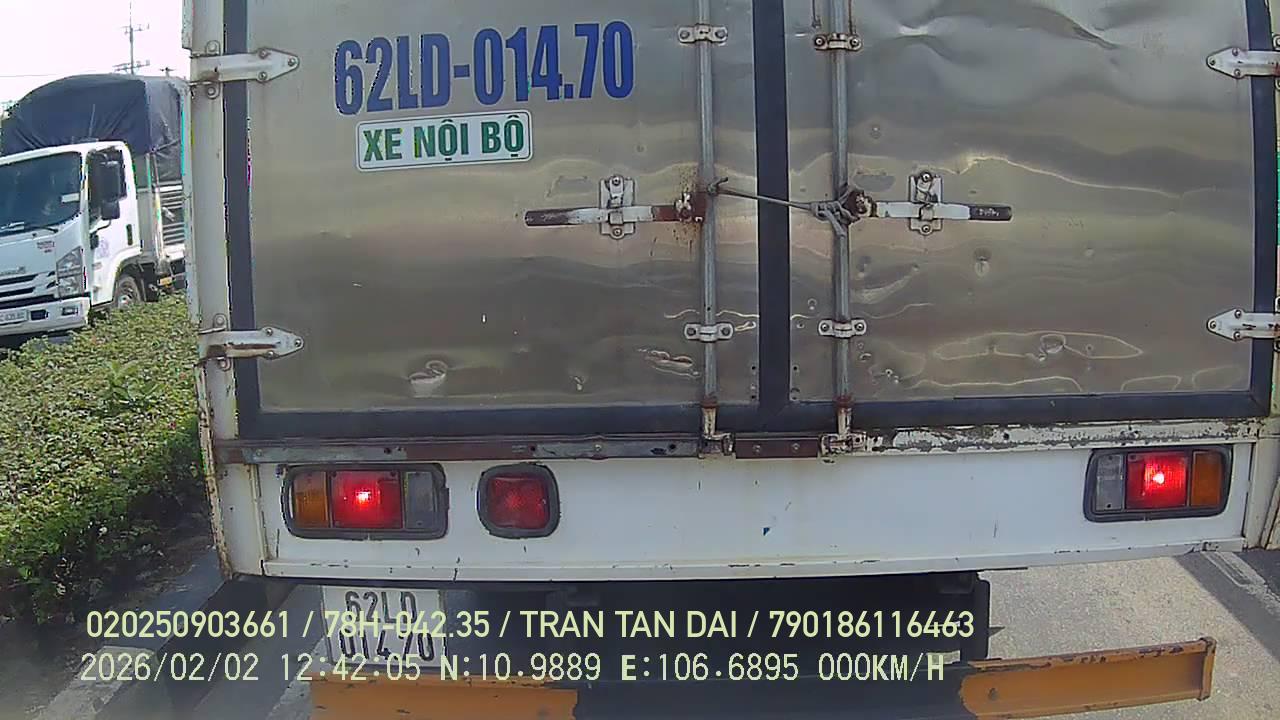 62LD-014.70
XE NỘI BỘ
62LD
014.70
020250903661 / 78H-042.35 / TRAN TAN DAI / 790186116463
2026/02/02 12:42:05 N:10.9889 E:106.6895 000KM/H